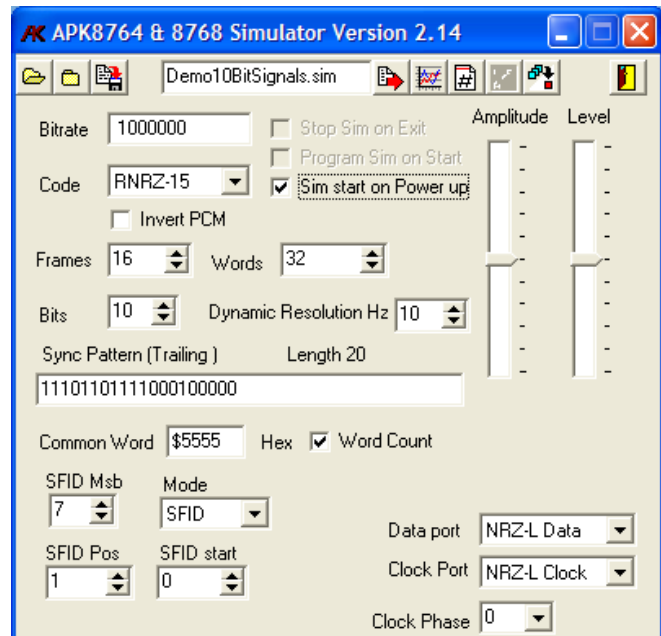 AK APK8764 & 8768 Simulator Version 2.14
Demo10BitSignals.sim
Bitrate 1000000 Stop Sim on Exit Amplitude Level
Program Sim on Start
Code RNRZ-15 Sim start on Power up
Invert PCM
Frames 16 Words 32
Bits 10 Dynamic Resolution Hz 10
Sync Pattern (Trailing ) Length 20
11101101111000100000
Common Word $5555 Hex Word Count
SFID Msb Mode
7 SFID
Data port NRZ-L Data
SFID Pos SFID start
1 0
Clock Port NRZ-L Clock
Clock Phase 0